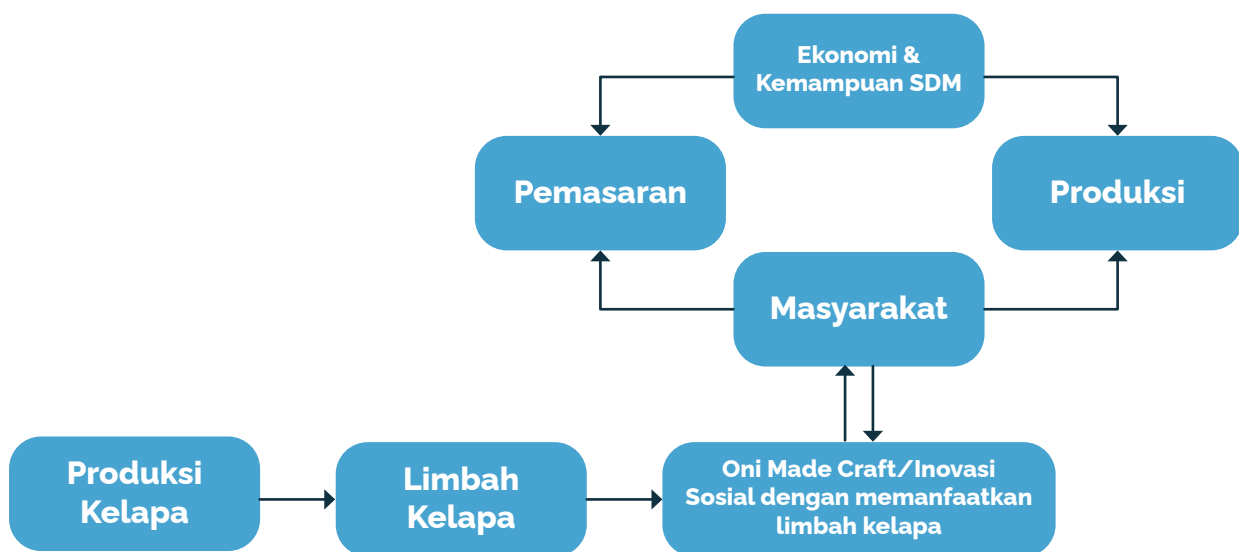 Ekonomi &
Kemampuan SDM
Pemasaran
Produksi
Masyarakat
Produksi
Kelapa
Limbah
Kelapa
Oni Made Craft/Inovasi
Sosial dengan memanfaatkan
limbah kelapa